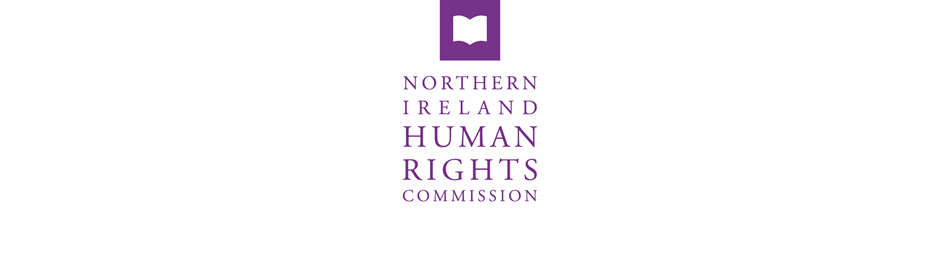 NORTHERN
IRELAND
HUMAN
RIGHTS
COMMISSION